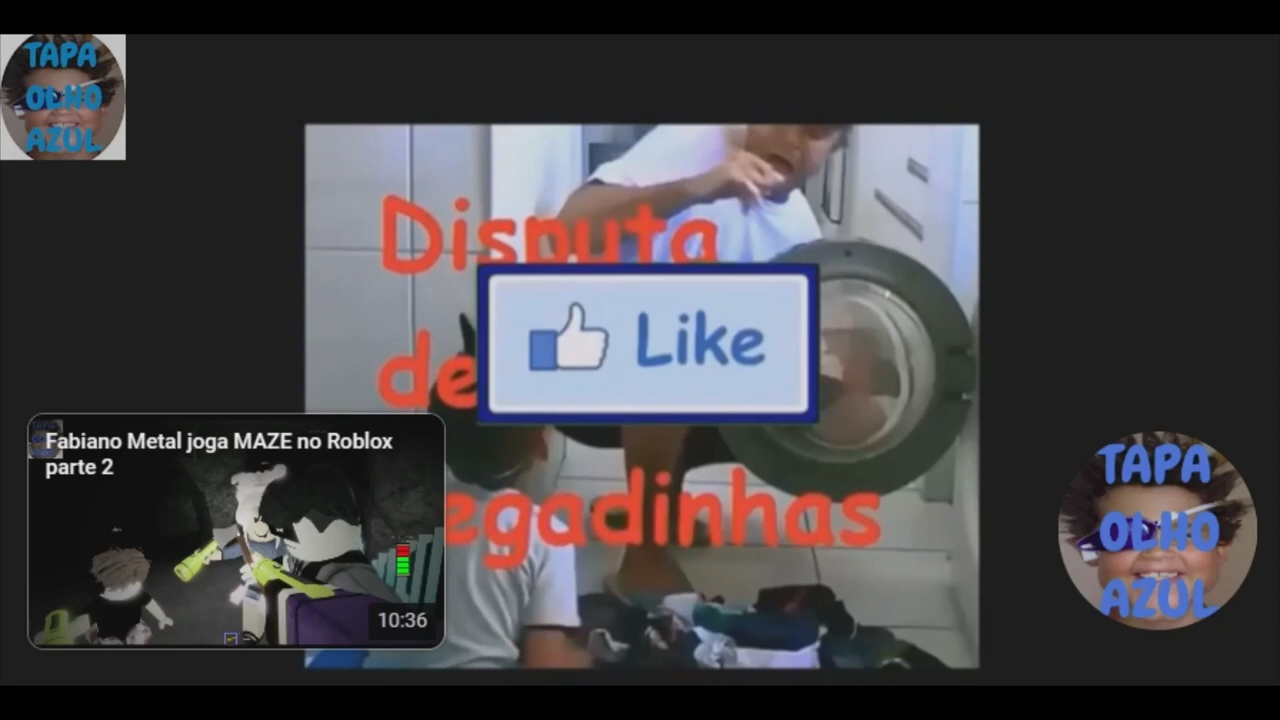 TAPA
OLHO
AZUL
Disputa
de
Like
egadinhas
Fabiano Metal joga MAZE no Roblox
parte 2
10:36
TAPA
OLHO
AZUL